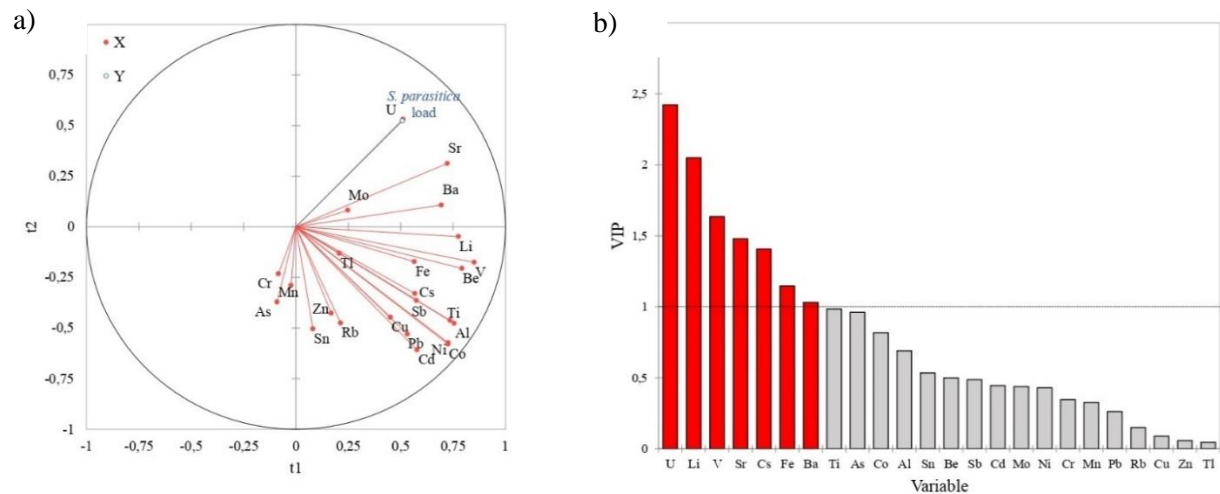 a)
X
Y
0,75
0,5
0,25
0
-0,25
-0,5
-0,75
-1
t2
-1
-0,75
-0,5
-0,25
0
0,25
0,5
0,75
1
t1
S. parasitica
load
U
Sr
Mo
Ba
Li
V
Be
Tl
Fe
Cr
Mn
As
Cs
Sb
Zn
Sn
Rb
Ti
Al
Cu
Pb
Ni
Co
Cd
b)
2,5
2
1,5
1
0,5
0
VIP
U Li V Sr Cs Fe Ba Ti As Co Al Sn Be Sb Cd Mo Ni Cr Mn Pb Rb Cu Zn Tl
Variable